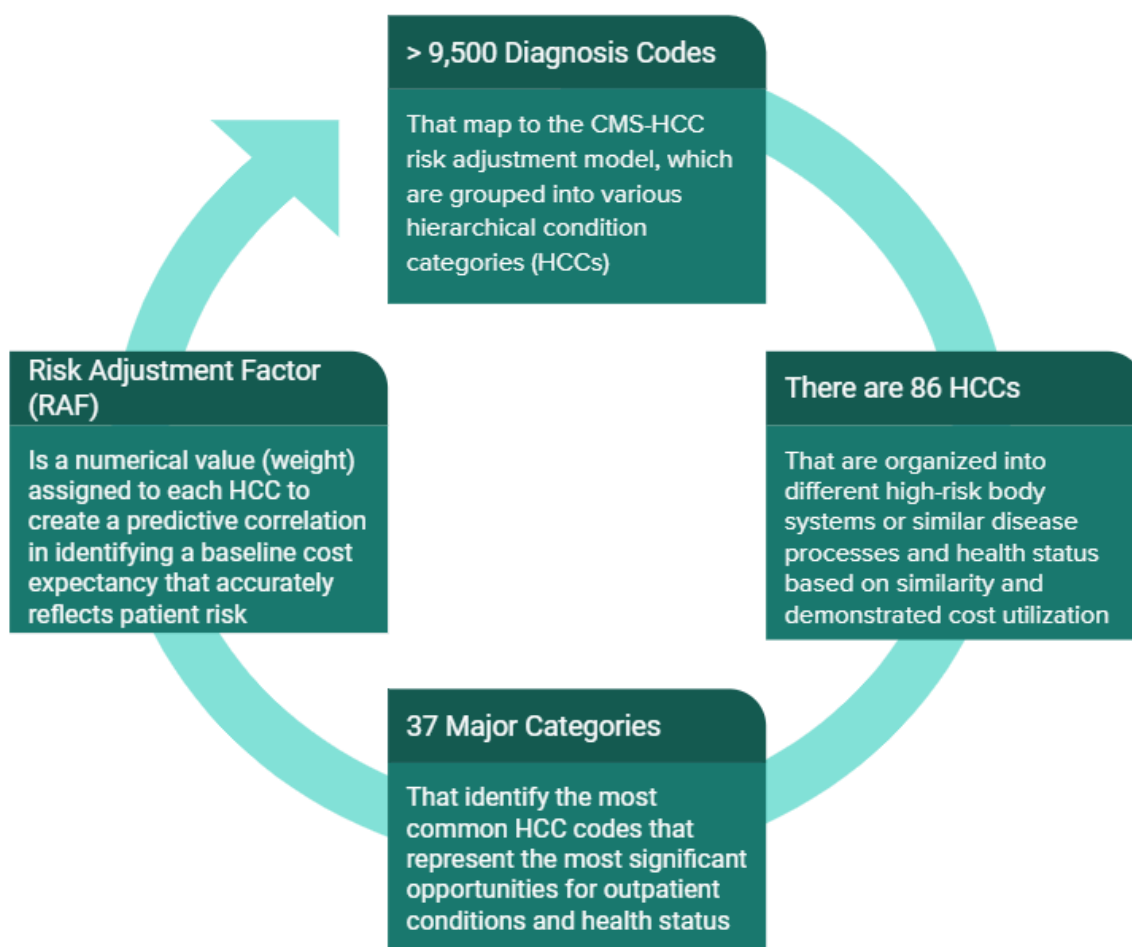 > 9,500 Diagnosis Codes
That map to the CMS-HCC
risk adjustment model, which
are grouped into various
hierarchical condition
categories (HCCs)
There are 86 HCCs
That are organized into
different high-risk body
systems or similar disease
processes and health status
based on similarity and
demonstrated cost utilization
37 Major Categories
That identify the most
common HCC codes that
represent the most significant
opportunities for outpatient
conditions and health status
Risk Adjustment Factor
(RAF)
Is a numerical value (weight)
assigned to each HCC to
create a predictive correlation
in identifying a baseline cost
expectancy that accurately
reflects patient risk